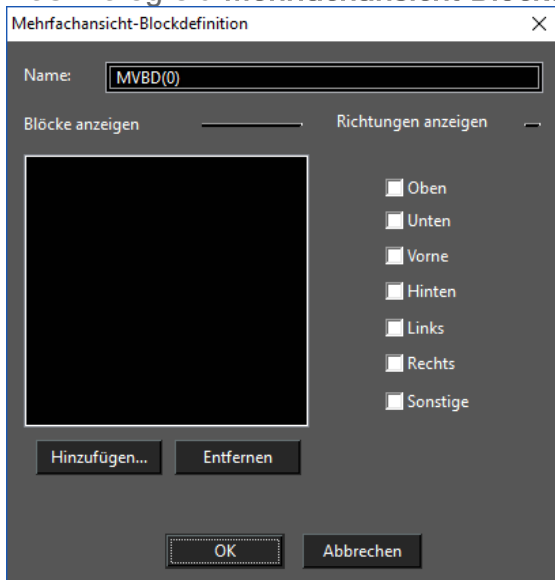 Mehrfachansicht-Blockdefinition
Name: MVBD(0)
Blöcke anzeigen Richtungen anzeigen
Oben
Unten
Vorne
Hinten
Links
Rechts
Sonstige
Hinzufügen... Entfernen
OK Abbrechen